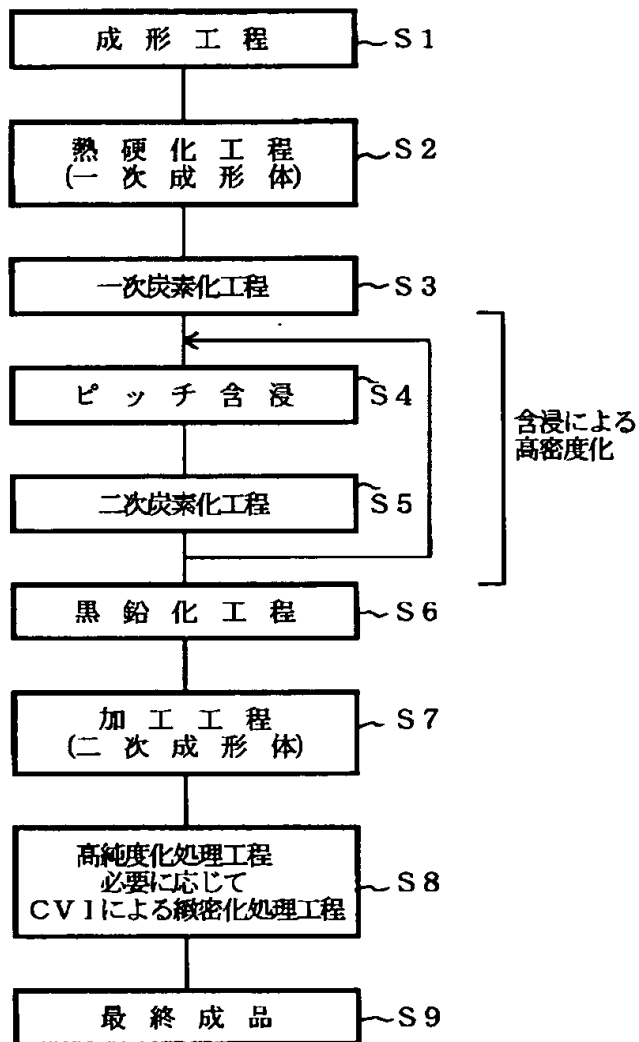 成形工程 S1
熱硬化工程 S2
(一次成形体)
一次炭素化工程 S3
ピッチ含浸 S4
含浸による
高密度化
二次炭素化工程 S5
黒鉛化工程 S6
加工工程 S7
(二次成形体)
高純度化処理工程
必要に応じて S8
CVIによる緻密化処理工程
最終成品 S9